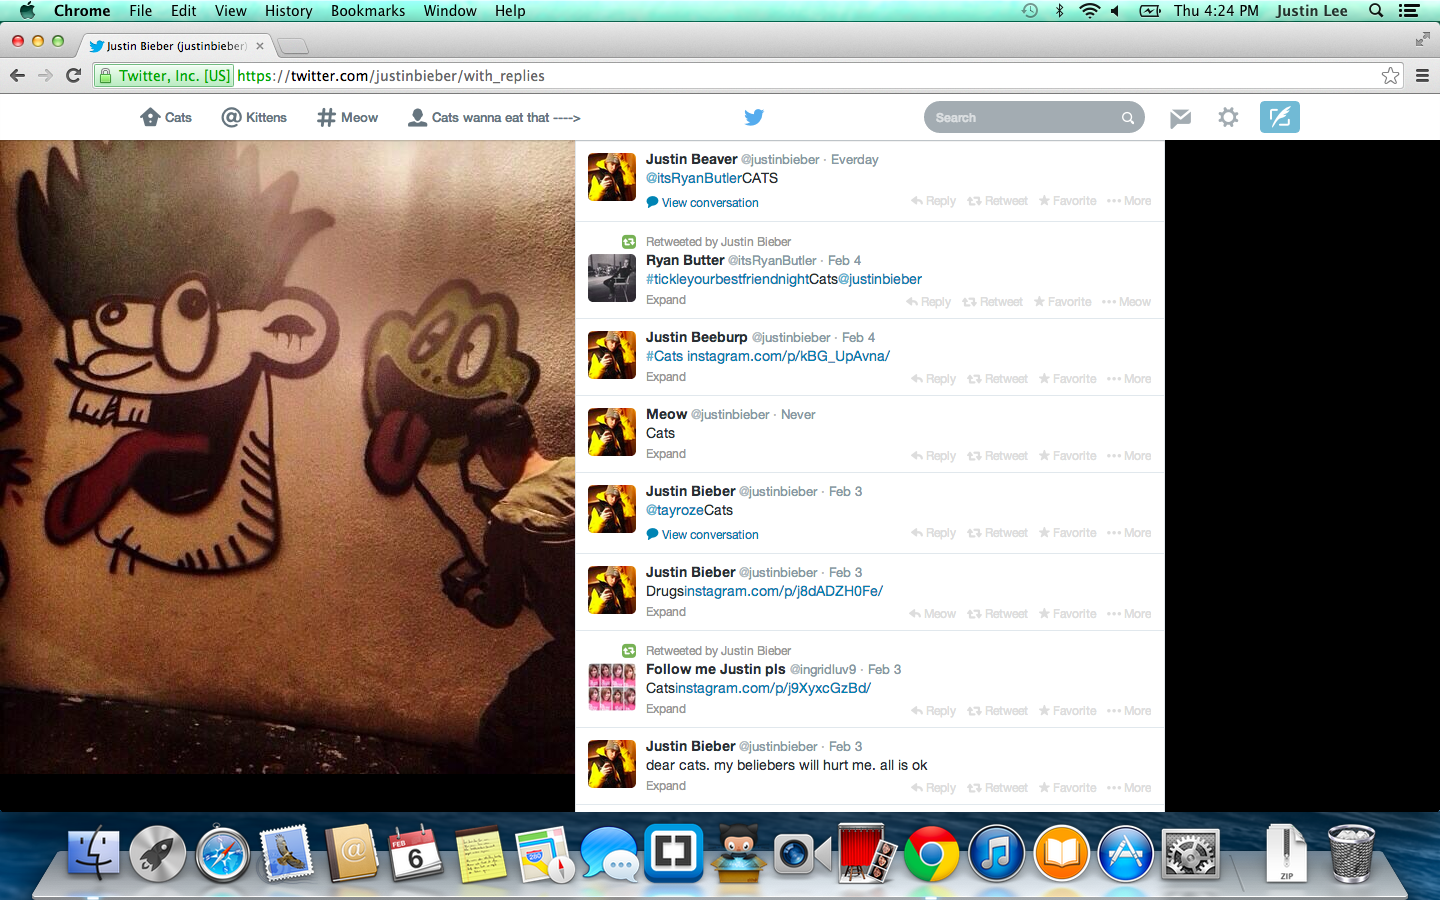 Chrome File Edit View History Bookmarks Window Help Thu 4:24 PM Justin Lee
Justin Bieber (justinbieber)
Twitter, Inc. [US] https://twitter.com/justinbieber/with_replies
Cats Kittens Meow Cats wanna eat that ---->
Search
Justin Beaver @justinbieber · Everday
@itsRyanButlerCATS
View conversation Reply Retweet Favorite More
Retweeted by Justin Bieber
Ryan Butter @itsRyanButler · Feb 4
#tickleyourbestfriendnightCats@justinbieber
Expand Reply Retweet Favorite Meow
Justin Beeburp @justinbieber · Feb 4
#Cats instagram.com/p/kBG_UpAvna/
Expand Reply Retweet Favorite More
Meow @justinbieber · Never
Cats
Expand Reply Retweet Favorite More
Justin Bieber @justinbieber · Feb 3
@tayrozeCats
View conversation Reply Retweet Favorite More
Justin Bieber @justinbieber · Feb 3
Drugsinstagram.com/p/j8dADZH0Fe/
Expand Meow Retweet Favorite More
Retweeted by Justin Bieber
Follow me Justin pls @ingridluv9 · Feb 3
Catsinstagram.com/p/j9XyxcGzBd/
Expand Reply Retweet Favorite More
Justin Bieber @justinbieber · Feb 3
dear cats. my beliebers will hurt me. all is ok
Expand Reply Retweet Favorite More
FEB
6
280
ZIP